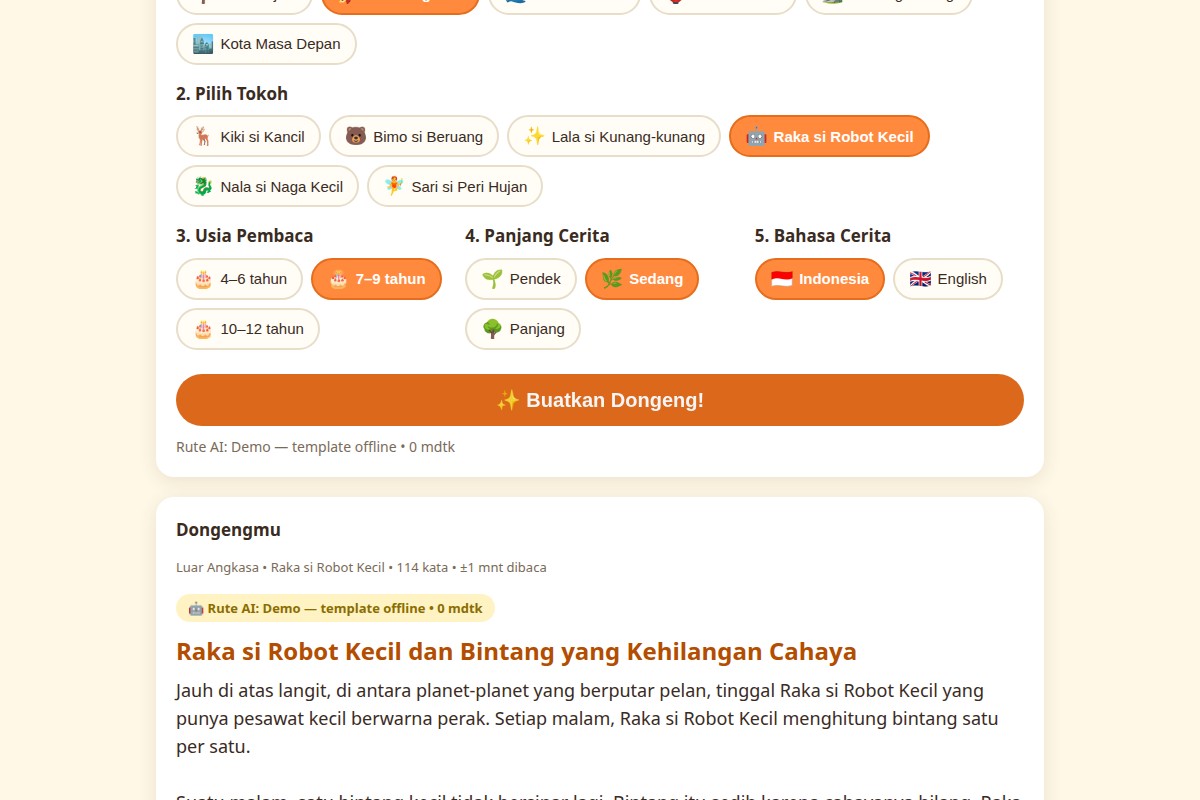 Kota Masa Depan
2. Pilih Tokoh
Kiki si Kancil
Bimo si Beruang
Lala si Kunang-kunang
Raka si Robot Kecil
Nala si Naga Kecil
Sari si Peri Hujan
3. Usia Pembaca
4–6 tahun
7–9 tahun
10–12 tahun
4. Panjang Cerita
Pendek
Sedang
Panjang
5. Bahasa Cerita
Indonesia
English
✨ Buatkan Dongeng!
Rute AI: Demo — template offline • 0 mdtk
Dongengmu
Luar Angkasa • Raka si Robot Kecil • 114 kata • ±1 mnt dibaca
Rute AI: Demo — template offline • 0 mdtk
Raka si Robot Kecil dan Bintang yang Kehilangan Cahaya
Jauh di atas langit, di antara planet-planet yang berputar pelan, tinggal Raka si Robot Kecil yang
punya pesawat kecil berwarna perak. Setiap malam, Raka si Robot Kecil menghitung bintang satu
per satu.